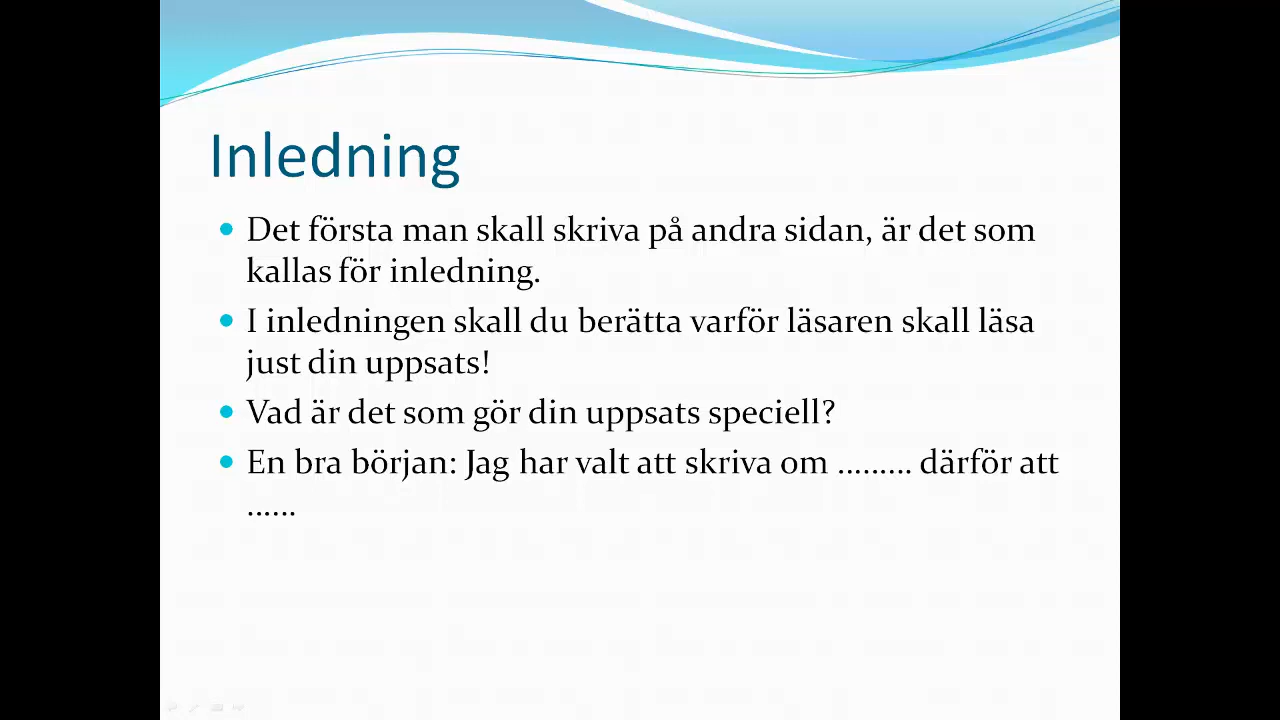 Inledning
Det första man skall skriva på andra sidan, är det som
kallas för inledning.
I inledningen skall du berätta varför läsaren skall läsa
just din uppsats!
Vad är det som gör din uppsats speciell?
En bra början: Jag har valt att skriva om ......... därför att
......